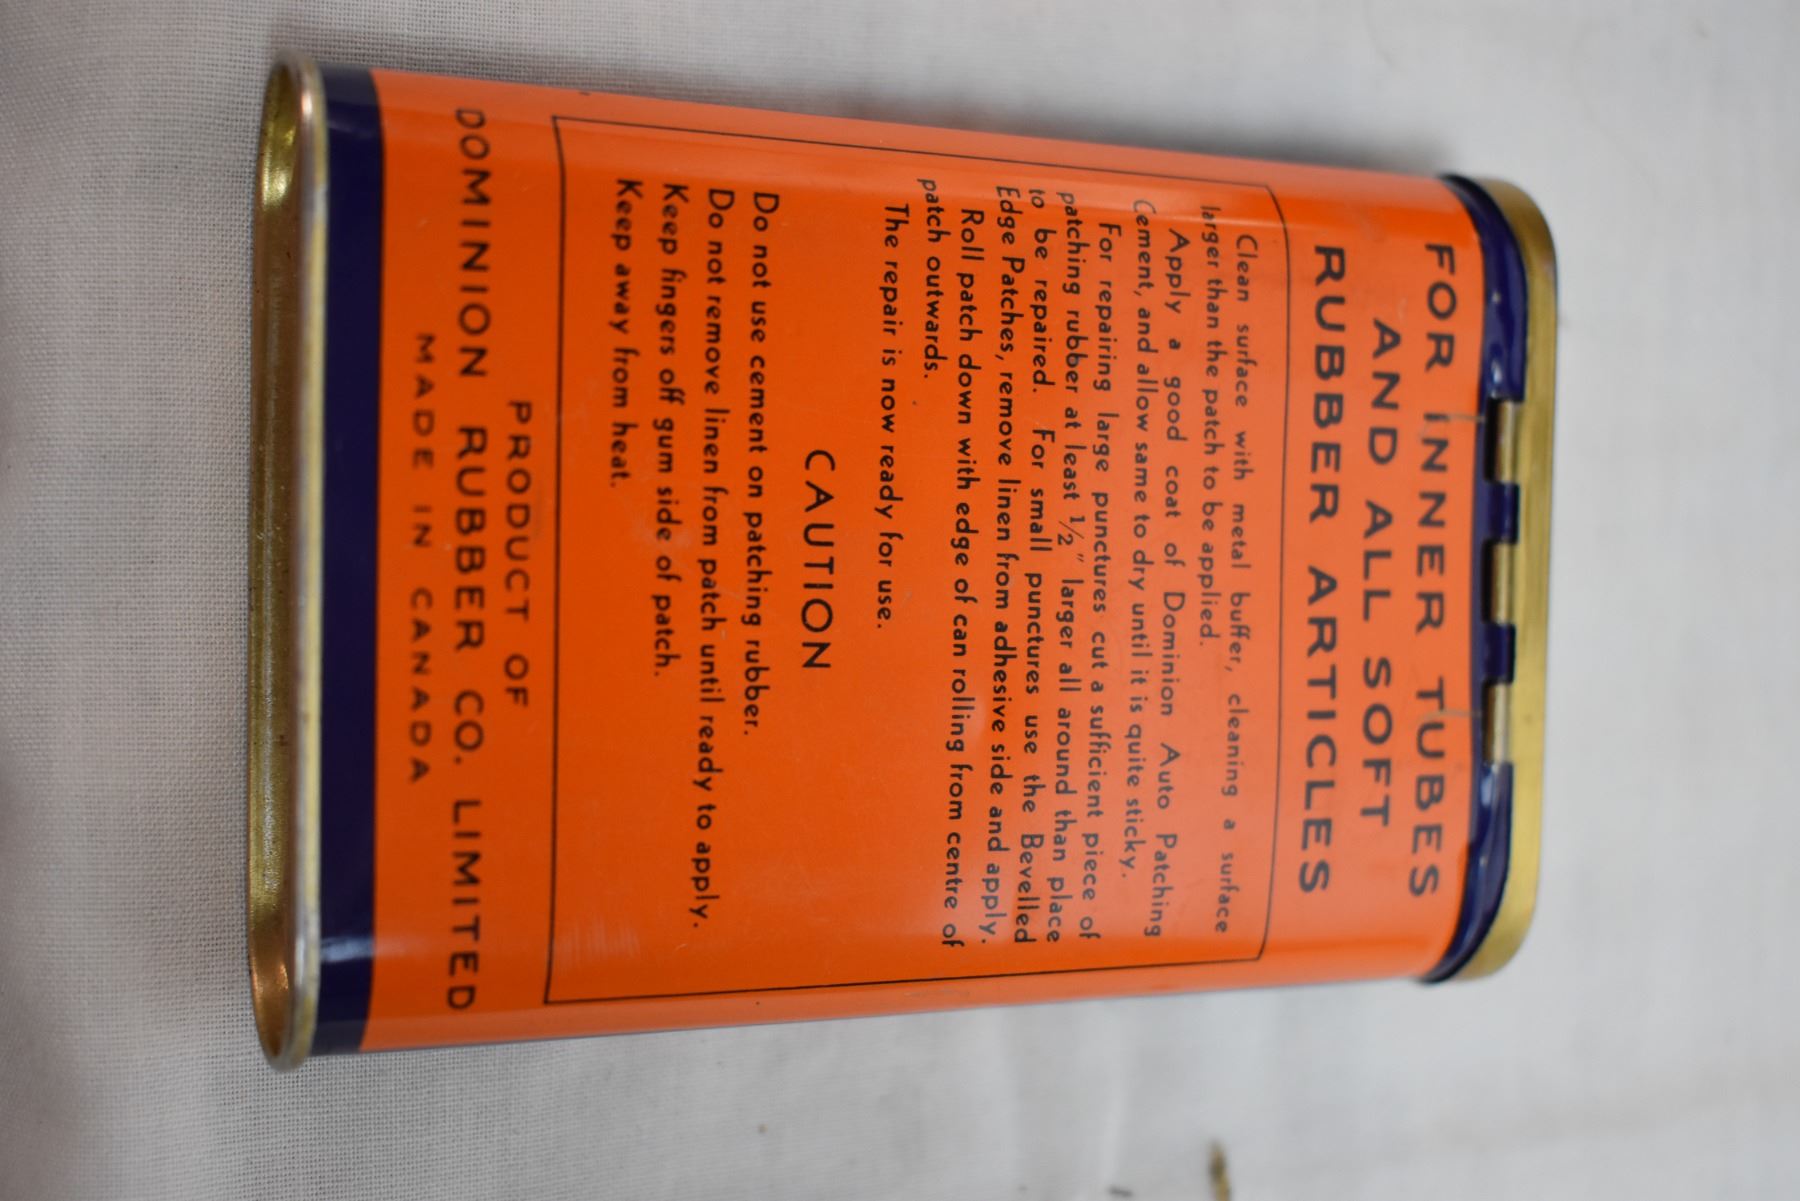 FOR INNER TUBES
AND ALL SOFT
RUBBER ARTICLES
Clean surface with metal buffer, cleaning a surface
larger than the patch to be applied.
Apply a good coat of Dominion Auto Patching
Cement, and allow same to dry until it is quite sticky.
For repairing large punctures cut a sufficient piece of
patching rubber at least 1/2" larger all around than place
to be repaired. For small punctures use the Bevelled
Edge Patches, remove linen from adhesive side and apply.
Roll patch down with edge of can rolling from centre of
patch outwards.
The repair is now ready for use.
CAUTION
Do not use cement on patching rubber.
Do not remove linen from patch until ready to apply.
Keep fingers off gum side of patch.
Keep away from heat.
PRODUCT OF
DOMINION RUBBER CO. LIMITED
MADE IN CANADA